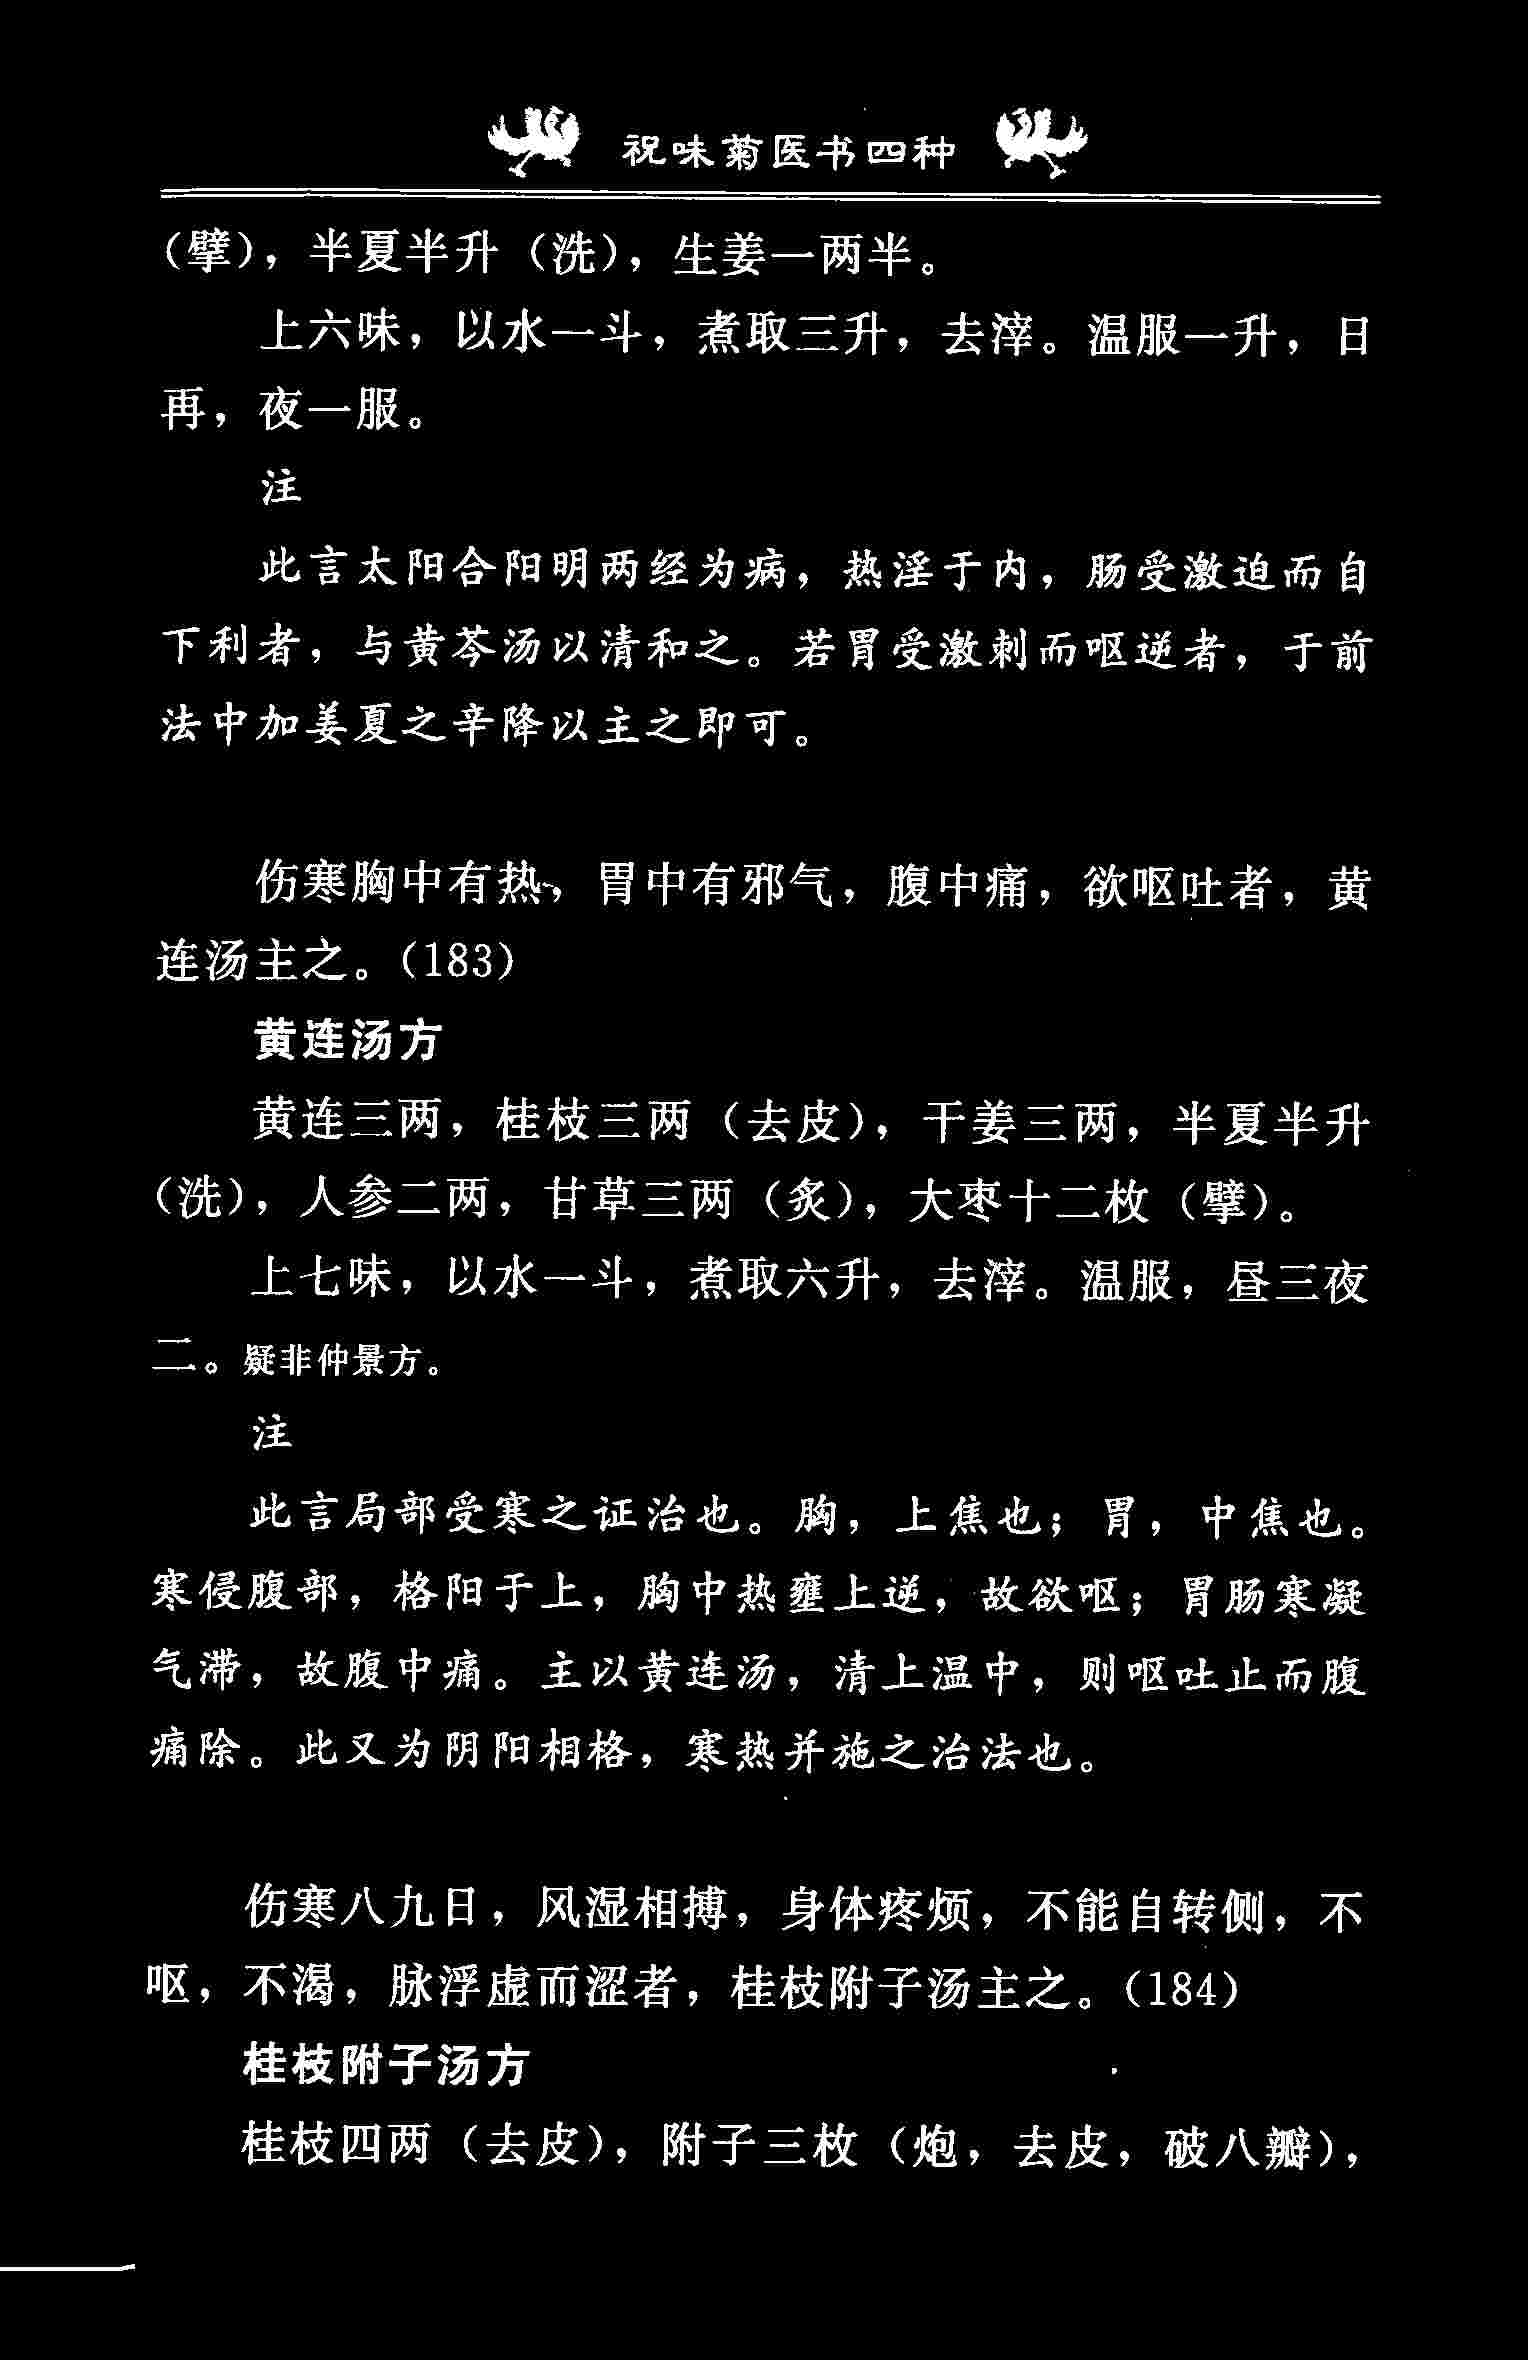 祝味菊医书四种
（擘），半夏半升（洗），生姜一两半。
上六味，以水一斗，煮取三升，去滓。温服一升，日
再，夜一服。
注
此言太阳合阳明两经为病，热淫于内，肠受激迫而自
下利者，与黄芩汤以清和之。若胃受激刺而呕逆者，于前
法中加姜夏之辛降以主之即可。
伤寒胸中有热，胃中有邪气，腹中痛，欲呕吐者，黄
连汤主之。（183）
黄连汤方
黄连三两，桂枝三两（去皮），干姜三两，半夏半升
（洗），人参二两，甘草三两（炙），大枣十二枚（擘）。
上七味，以水一斗，煮取六升，去滓。温服，昼三夜
二。疑非仲景方。
注
此言局部受寒之证治也。胸，上焦也；胃，中焦也。
寒侵腹部，格阳于上，胸中热壅上逆，故欲呕；胃肠寒凝
气滞，故腹中痛。主以黄连汤，清上温中，则呕吐止而腹
痛除。此又为阴阳相格，寒热并施之治法也。
伤寒八九日，风湿相搏，身体疼烦，不能自转侧，不
呕，不渴，脉浮虚而涩者，桂枝附子汤主之。（184）
桂枝附子汤方
桂枝四两（去皮），附子三枚（炮，去皮，破八瓣），